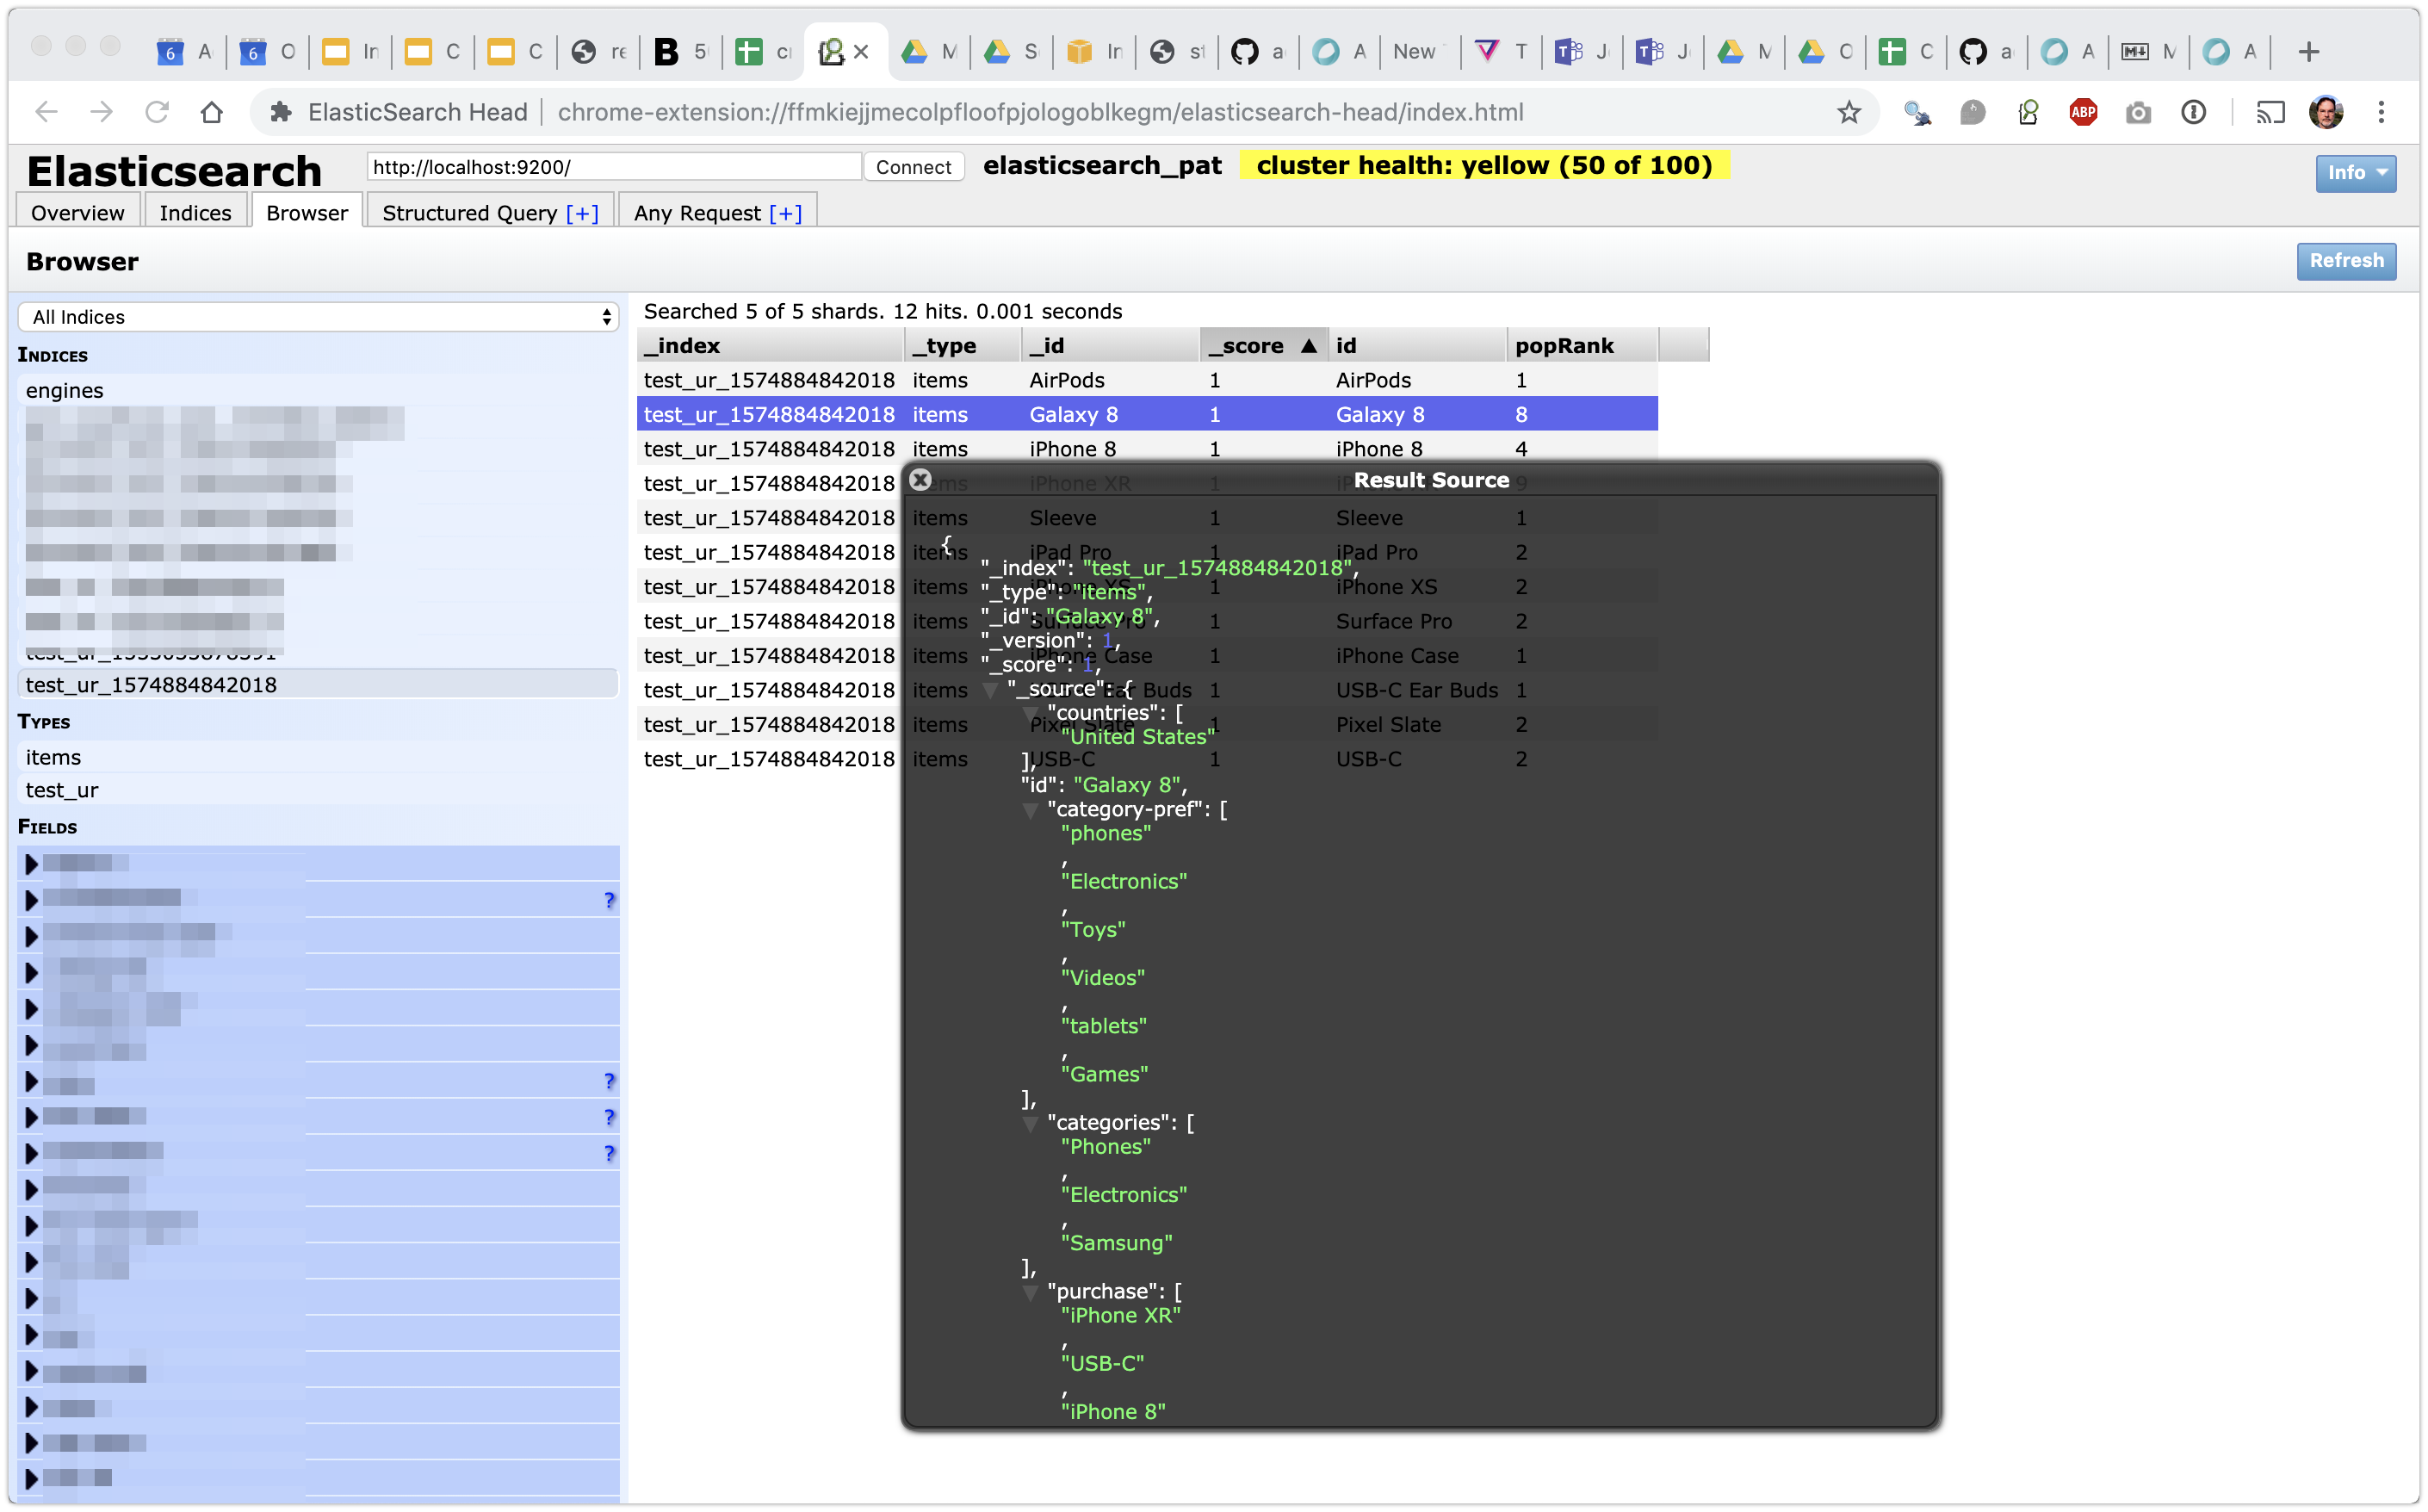 6 A
6 O
In
C
C
re
B 5
cr
M
S
In
st
a
A
New
T
J
J
M
O
C
a
A
M
A
ElasticSearch Head chrome-extension://ffmkiejjmecolpfloofpjologoblkegm/elasticsearch-head/index.html ABP
Elasticsearch http://localhost:9200/ Connect elasticsearch_pat cluster health: yellow (50 of 100) Info
Overview Indices Browser Structured Query [+] Any Request [+]
Browser Refresh
All Indices
Indices
engines
test_ur_1574884842018
Types
items
test_ur
Fields
?
?
?
?
Searched 5 of 5 shards. 12 hits. 0.001 seconds
_index _type _id _score ▲ id popRank
test_ur_1574884842018 items AirPods 1 AirPods 1
test_ur_1574884842018 items Galaxy 8 1 Galaxy 8 8
test_ur_1574884842018 items iPhone 8 1 iPhone 8 4
test_ur_1574884842018 items iPhone XR 1 9
test_ur_1574884842018 items Sleeve 1 Sleeve 1
test_ur_1574884842018 items iPad Pro 1 iPad Pro 2
test_ur_1574884842018 items iPhone XS 1 iPhone XS 2
test_ur_1574884842018 items Surface Pro 1 Surface Pro 2
test_ur_1574884842018 items iPhone Case 1 iPhone Case 1
test_ur_1574884842018 items USB-C Ear Buds 1 USB-C Ear Buds 1
test_ur_1574884842018 items Pixel Slate 1 Pixel Slate 2
test_ur_1574884842018 items USB-C 1 USB-C 2
Result Source
{
"_index": "test_ur_1574884842018",
"_type": "items",
"_id": "Galaxy 8",
"_version": 1,
"_score": 1,
"_source": {
"countries": [
"United States"
],
"id": "Galaxy 8",
"category-pref": [
"phones"
,
"Electronics"
,
"Toys"
,
"Videos"
,
"tablets"
,
"Games"
],
"categories": [
"Phones"
,
"Electronics"
,
"Samsung"
],
"purchase": [
"iPhone XR"
,
"USB-C"
,
"iPhone 8"